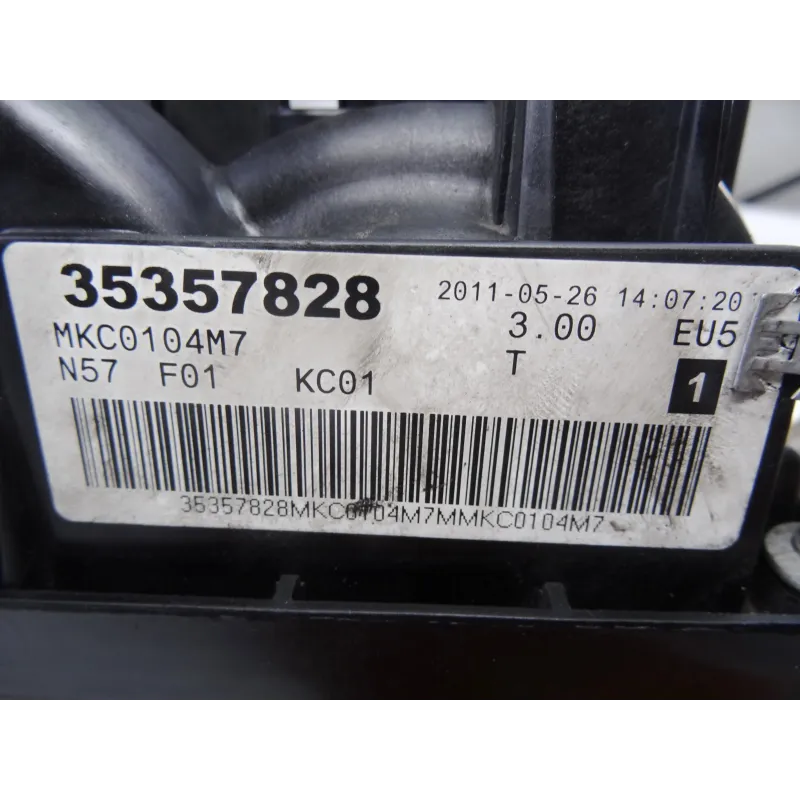 35357828 2011-05-26 14:07:20
MKC0104M7 3.00 EU5
N57 F01 KC01 T 1
35357828MKC0104M7MMKC0104M7